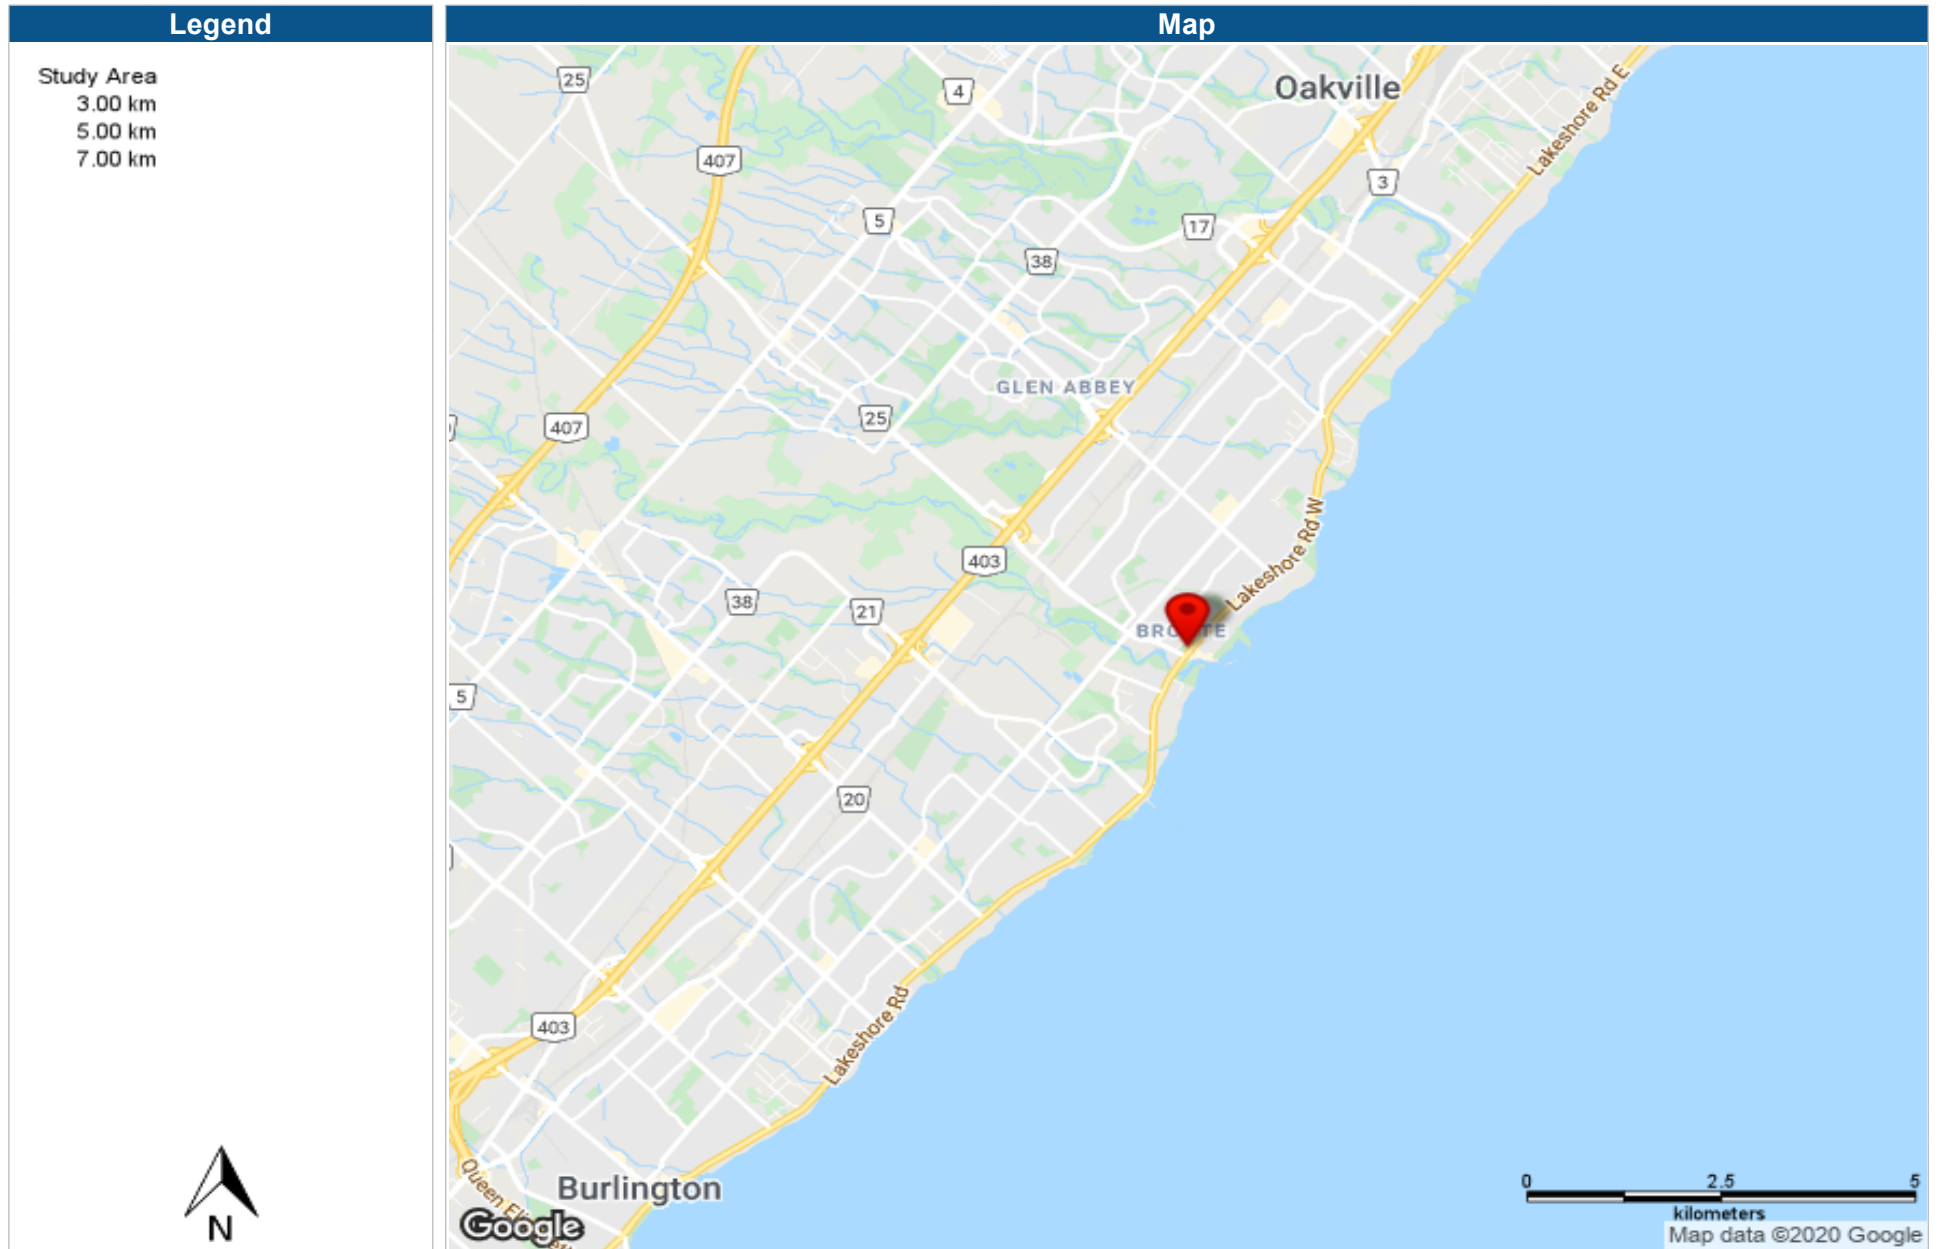 Legend
Map
Study Area
3.00 km
5.00 km
7.00 km
N
25
4
Oakville
Lakeshore Rd E
407
3
5
17
38
GLEN ABBEY
407
25
Lakeshore Rd W
403
38
21
5
20
Lakeshore Rd
403
Burlington
0 2.5 5
kilometers
Google
Map data ©2020 Google